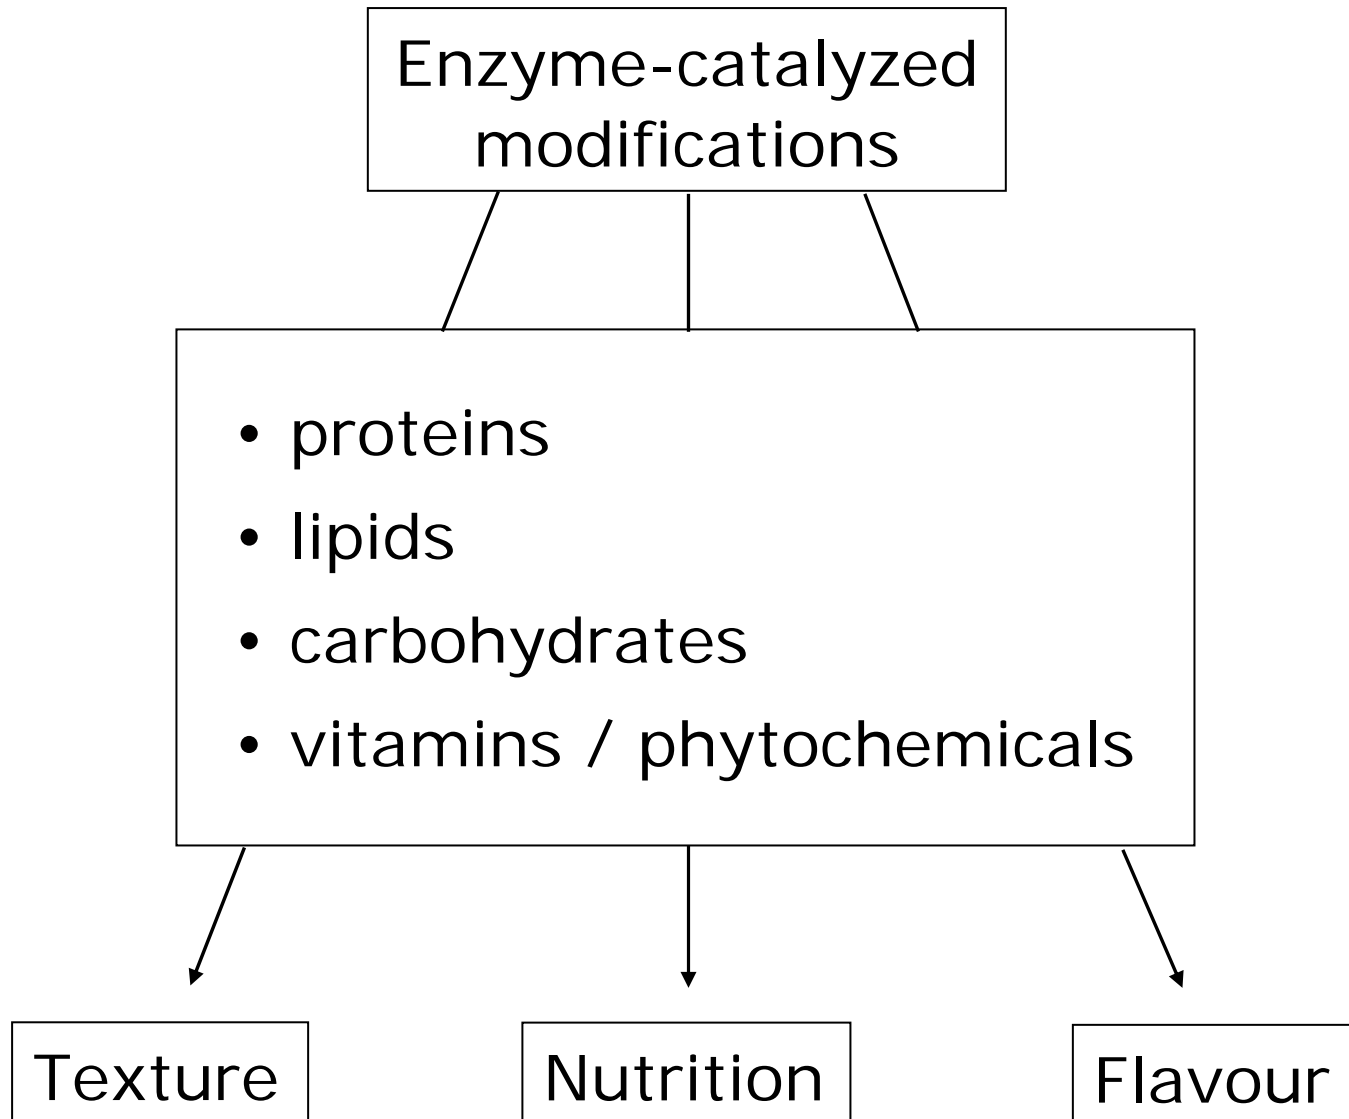 Enzyme-catalyzed
modifications
• proteins
• lipids
• carbohydrates
• vitamins / phytochemicals
Texture
Nutrition
Flavour